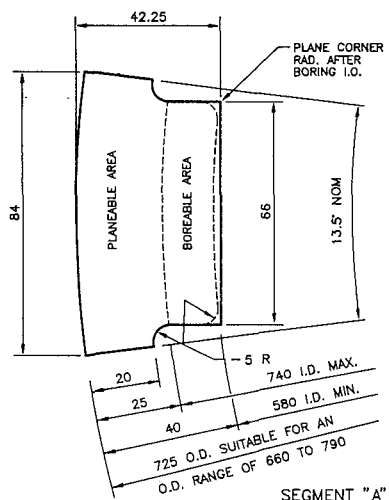 42.25
PLANE CORNER
RAD. AFTER
BORING I.O.
84
PLANEABLE AREA
BOREABLE AREA
66
13.5° NOM
5 R
20
740 I.D. MAX.
25
580 I.D. MIN.
40
725 O.D. SUITABLE FOR AN
O.D. RANGE OF 660 TO 790
SEGMENT "A"